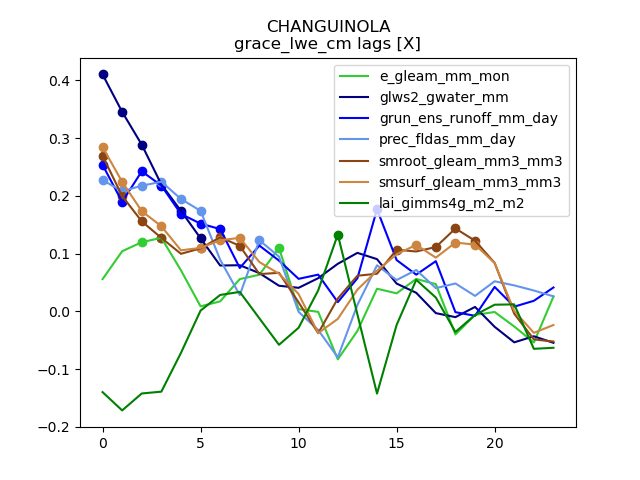 CHANGUINOLA
grace_lwe_cm lags [X]
e_gleam_mm_mon
glws2_gwater_mm
grun_ens_runoff_mm_day
prec_fldas_mm_day
smroot_gleam_mm3_mm3
smsurf_gleam_mm3_mm3
lai_gimms4g_m2_m2
0.4
0.3
0.2
0.1
0.0
−0.1
−0.2
0
5
10
15
20